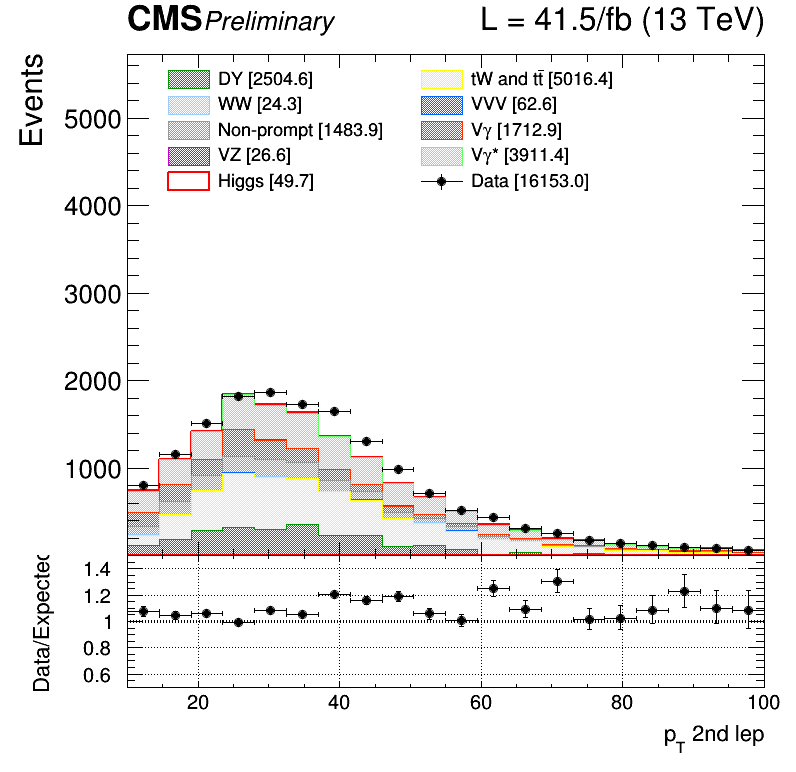 CMS Preliminary L = 41.5/fb (13 TeV)
Events
DY [2504.6] tW and tt̄ [5016.4]
WW [24.3] VVV [62.6]
Non-prompt [1483.9] Vγ [1712.9]
VZ [26.6] Vγ* [3911.4]
Higgs [49.7] Data [16153.0]
5000
4000
3000
2000
1000
Data/Expected
1.4
1.2
1
0.8
0.6
20 40 60 80 100
p_T 2nd lep